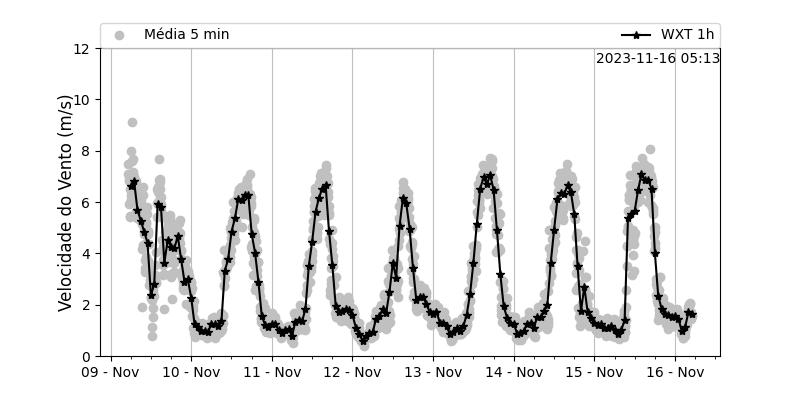 Média 5 min WXT 1h
2023-11-16 05:13
Velocidade do Vento (m/s)
12
10
8
6
4
2
0
09 - Nov 10 - Nov 11 - Nov 12 - Nov 13 - Nov 14 - Nov 15 - Nov 16 - Nov